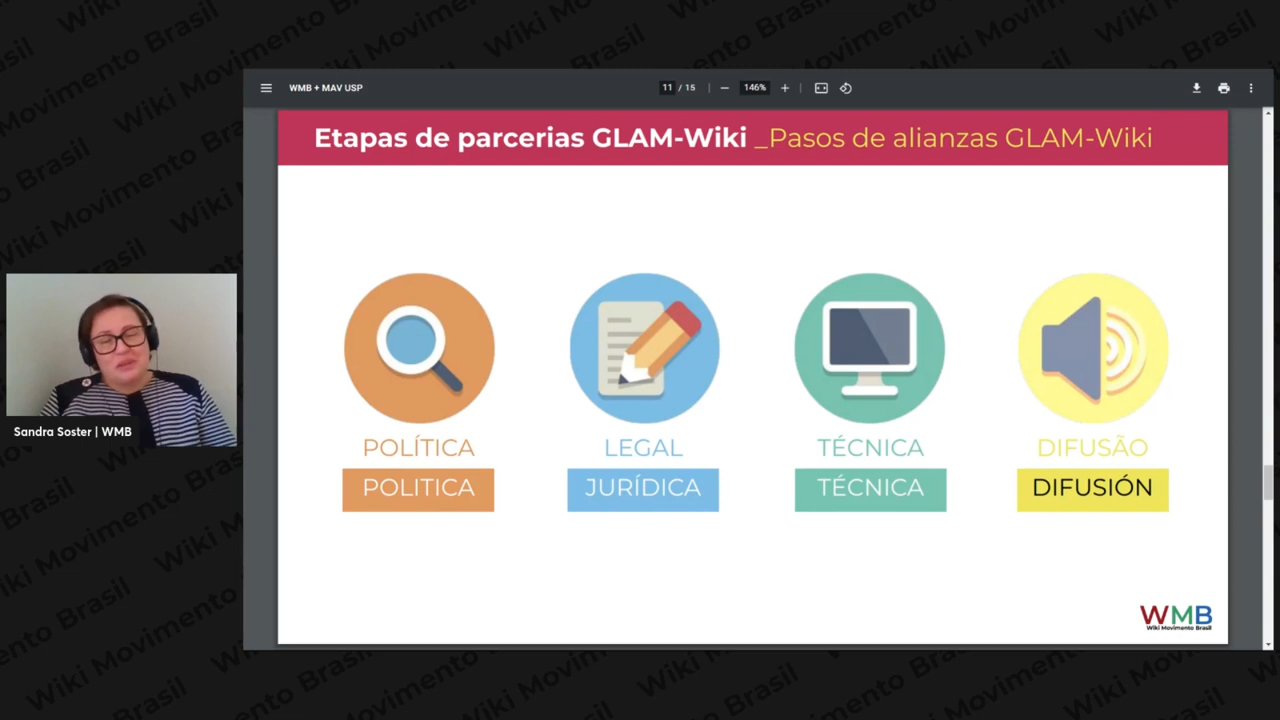 WMB + MAV USP
11 / 15
146%
Etapas de parcerias GLAM-Wiki _Pasos de alianzas GLAM-Wiki
POLÍTICA
POLITICA
LEGAL
JURÍDICA
TÉCNICA
TÉCNICA
DIFUSÃO
DIFUSIÓN
Sandra Soster | WMB
WMB
Wiki Movimento Brasil
Wiki Movimento Brasil